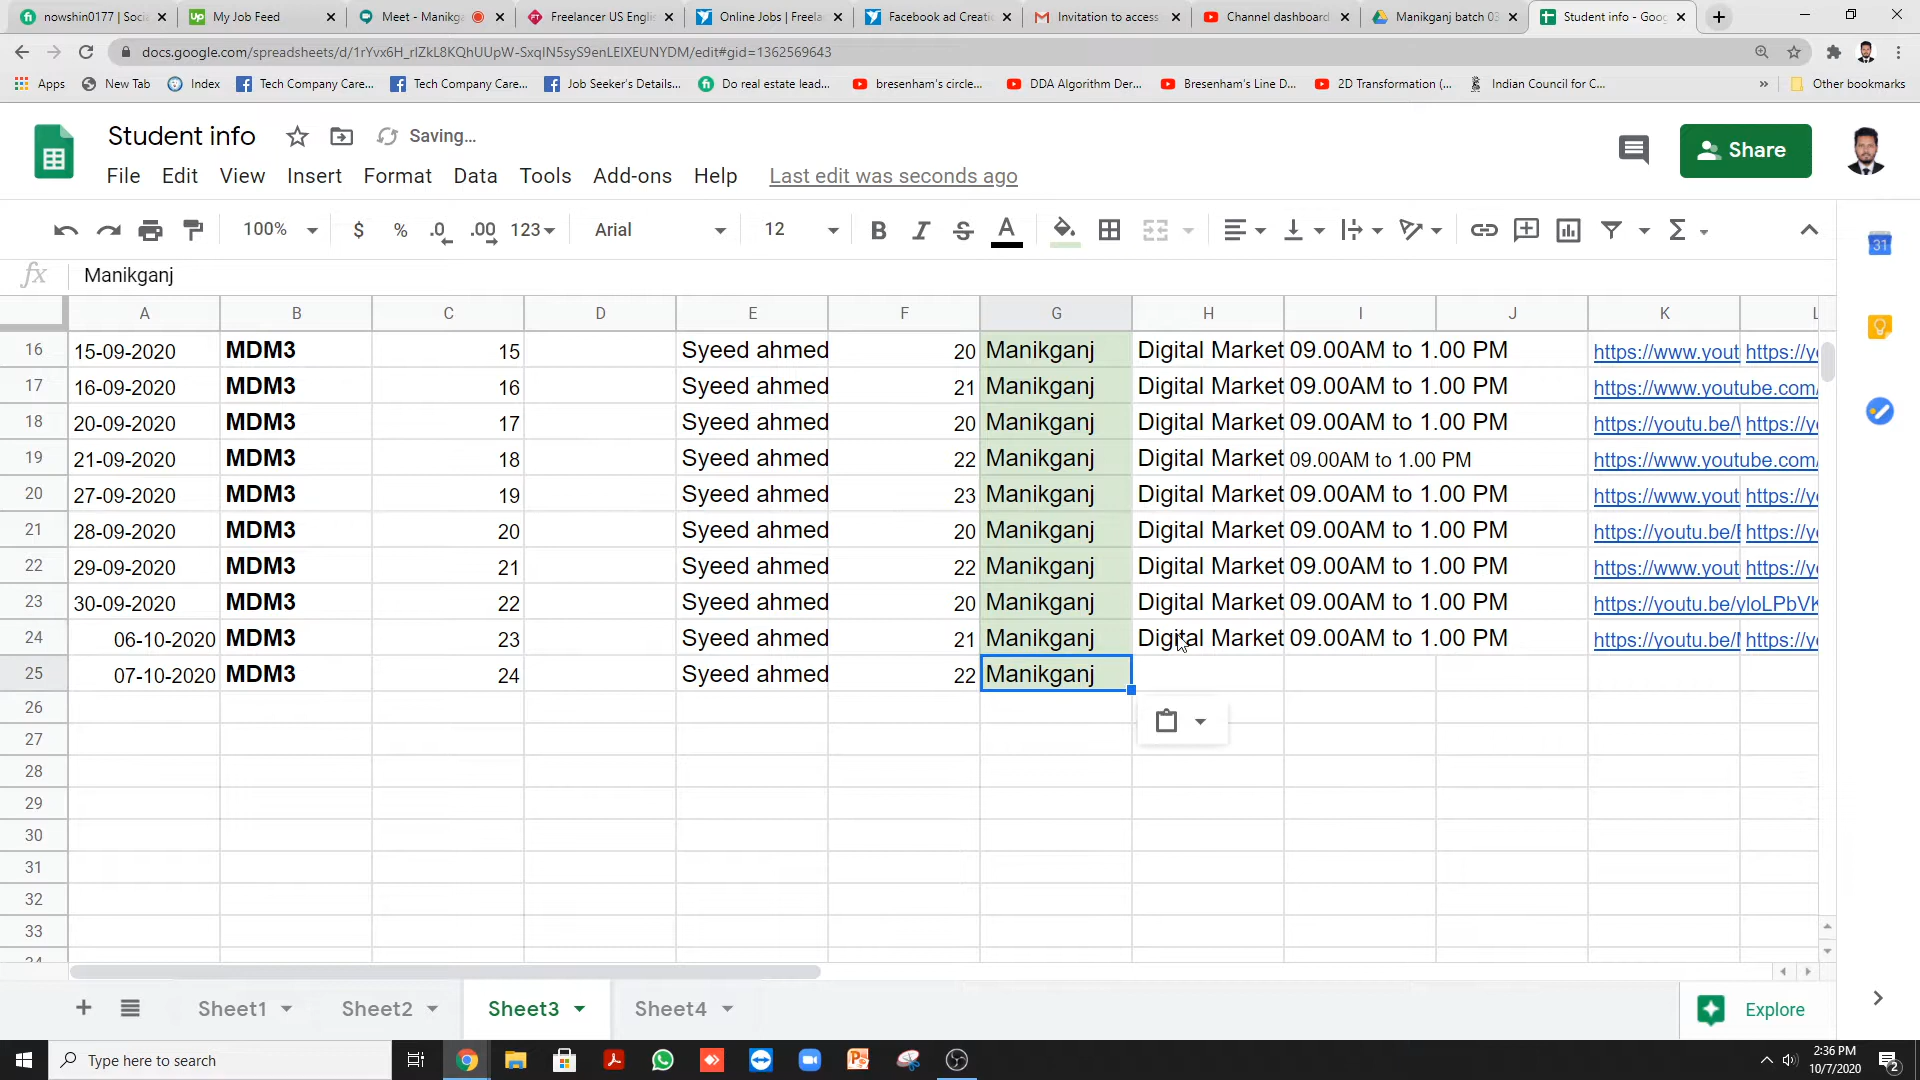 nowshin0177 | Soci
My Job Feed
Meet - Manikga
Freelancer US Englis
Online Jobs | Freela
Facebook ad Creatio
Invitation to access
Channel dashboard
Manikganj batch 03
Student info - Goog
docs.google.com/spreadsheets/d/1rYvx6H_rIZkL8KQhUUpW-SxqIN5syS9enLEIXEUNYDM/edit#gid=1362569643
Apps
New Tab
Index
Tech Company Care...
Tech Company Care...
Job Seeker's Details...
Do real estate lead...
bresenham's circle...
DDA Algorithm Der...
Bresenham's Line D...
2D Transformation (...
Indian Council for C...
»
Other bookmarks
Student info
Saving...
Share
File Edit View Insert Format Data Tools Add-ons Help Last edit was seconds ago
100% $ % .0 .00 123 Arial 12 B I S A
31
fx Manikganj
A B C D E F G H I J K L
16 15-09-2020 MDM3 15 Syeed ahmed 20 Manikganj Digital Market 09.00AM to 1.00 PM https://www.yout https://yo
17 16-09-2020 MDM3 16 Syeed ahmed 21 Manikganj Digital Market 09.00AM to 1.00 PM https://www.youtube.com/
18 20-09-2020 MDM3 17 Syeed ahmed 20 Manikganj Digital Market 09.00AM to 1.00 PM https://youtu.be/ https://yo
19 21-09-2020 MDM3 18 Syeed ahmed 22 Manikganj Digital Market 09.00AM to 1.00 PM https://www.youtube.com/
20 27-09-2020 MDM3 19 Syeed ahmed 23 Manikganj Digital Market 09.00AM to 1.00 PM https://www.yout https://yo
21 28-09-2020 MDM3 20 Syeed ahmed 20 Manikganj Digital Market 09.00AM to 1.00 PM https://youtu.be/ https://yo
22 29-09-2020 MDM3 21 Syeed ahmed 22 Manikganj Digital Market 09.00AM to 1.00 PM https://www.yout https://yo
23 30-09-2020 MDM3 22 Syeed ahmed 20 Manikganj Digital Market 09.00AM to 1.00 PM https://youtu.be/yloLPbVK
24 06-10-2020 MDM3 23 Syeed ahmed 21 Manikganj Digital Market 09.00AM to 1.00 PM https://youtu.be/ https://yo
25 07-10-2020 MDM3 24 Syeed ahmed 22 Manikganj
26
27
28
29
30
31
32
33
34
Sheet1 Sheet2 Sheet3 Sheet4
Explore
Type here to search
2:36 PM
10/7/2020
2